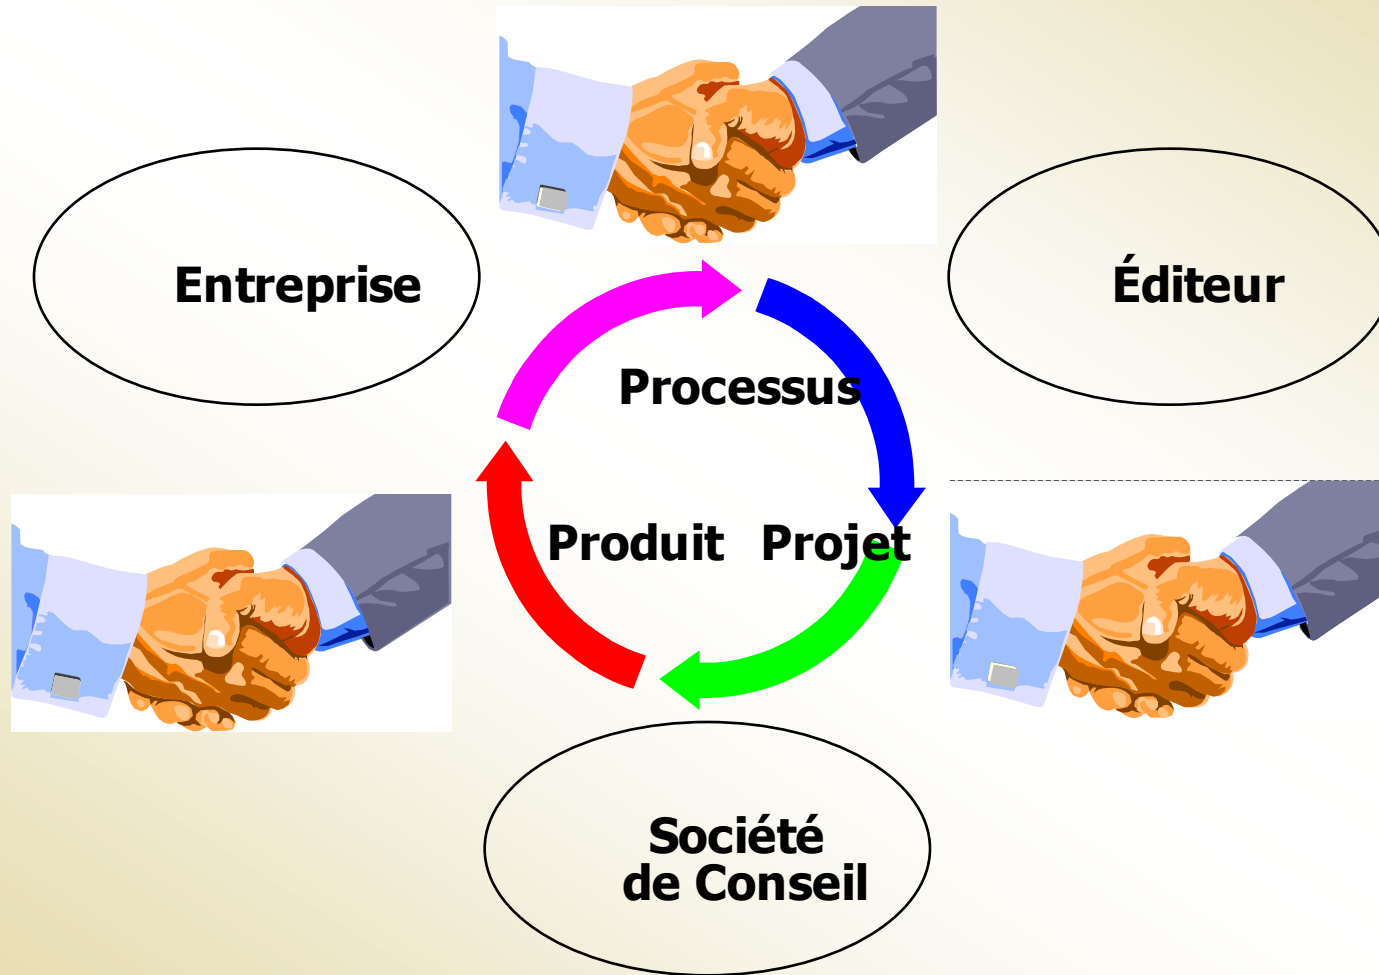 Entreprise
Éditeur
Processus
Produit
Projet
Société
de Conseil